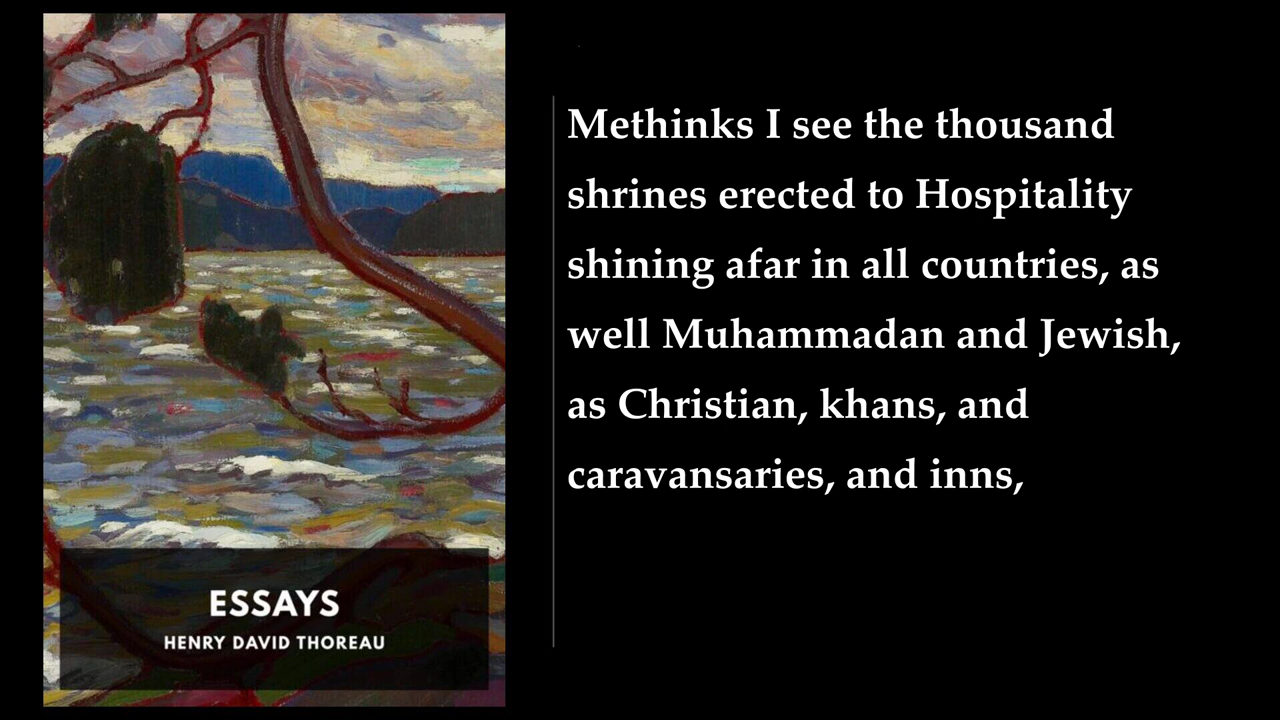 Methinks I see the thousand
shrines erected to Hospitality
shining afar in all countries, as
well Muhammadan and Jewish,
as Christian, khans, and
caravansaries, and inns,
ESSAYS
HENRY DAVID THOREAU